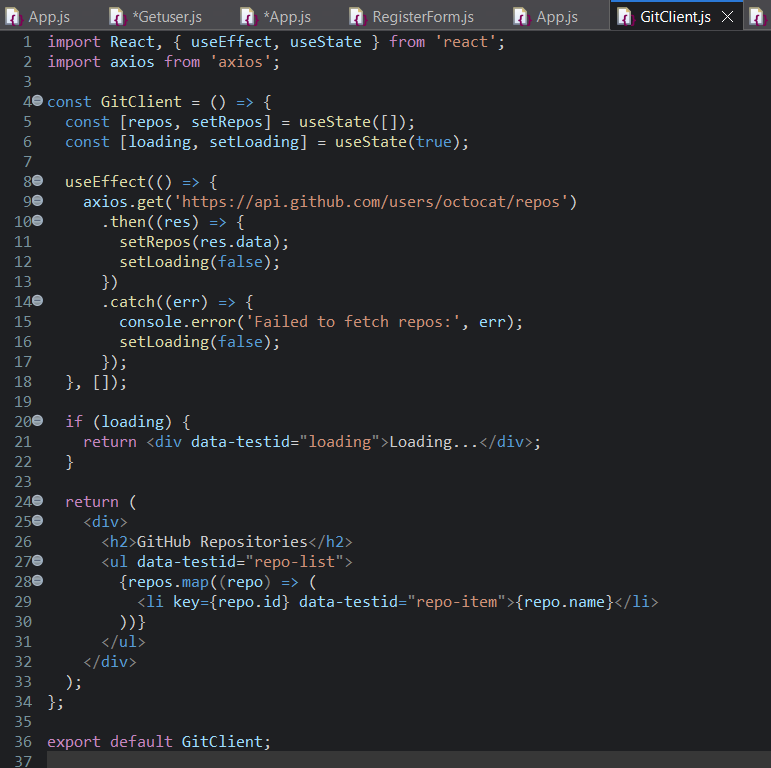 App.js *Getuser.js *App.js RegisterForm.js App.js GitClient.js
1 import React, { useEffect, useState } from 'react';
2 import axios from 'axios';
3
4 const GitClient = () => {
5   const [repos, setRepos] = useState([]);
6   const [loading, setLoading] = useState(true);
7
8   useEffect(() => {
9     axios.get('https://api.github.com/users/octocat/repos')
10       .then((res) => {
11         setRepos(res.data);
12         setLoading(false);
13       })
14       .catch((err) => {
15         console.error('Failed to fetch repos:', err);
16         setLoading(false);
17       });
18   }, []);
19
20   if (loading) {
21     return <div data-testid="loading">Loading...</div>;
22   }
23
24   return (
25     <div>
26       <h2>GitHub Repositories</h2>
27       <ul data-testid="repo-list">
28         {repos.map((repo) => (
29           <li key={repo.id} data-testid="repo-item">{repo.name}</li>
30         ))}
31       </ul>
32     </div>
33   );
34 };
35
36 export default GitClient;
37